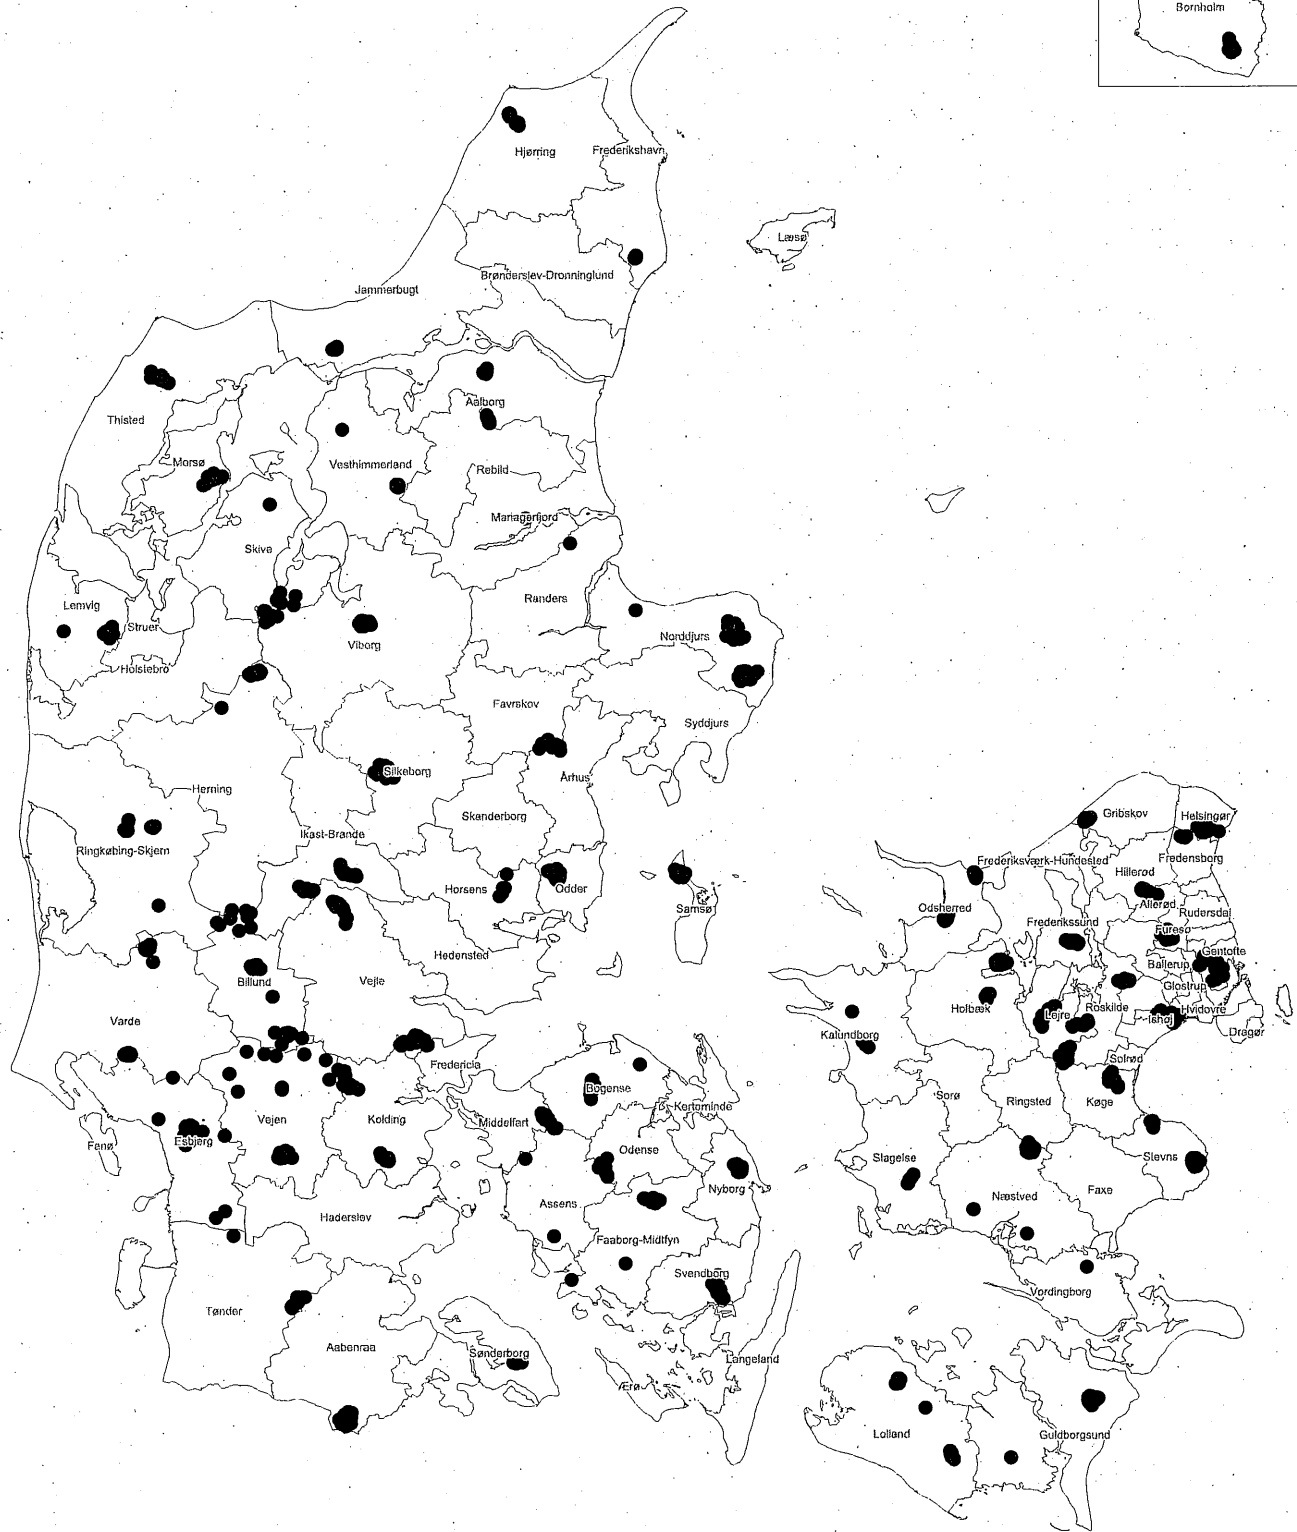 Bornholm
Hjørring
Frederikshavn
Læsø
Brønderslev-Dronninglund
Jammerbugt
Aalborg
Thisted
Morsø
Vesthimmerland
Rebild
Mariagerfjord
Skive
Lemvig
Struer
Randers
Norddjurs
Viborg
Holstebro
Favrskov
Syddjurs
Silkeborg
Århus
Herning
Skanderborg
Ikast-Brande
Ringkøbing-Skjern
Gribskov
Helsingør
Fredensborg
Frederiksværk-Hundested
Hillerød
Horsens
Odder
Samsø
Odsherred
Allerød
Rudersdal
Frederikssund
Furesø
Gentofte
Hedensted
Ballerup
Billund
Vejle
Glostrup
Holbæk
Lejre
Roskilde
Hvidovre
Ishøj
Dragør
Varde
Kalundborg
Solrød
Fredericia
Bogense
Sorø
Ringsted
Køge
Kerteminde
Vejen
Kolding
Middelfart
Fanø
Esbjerg
Odense
Slagelse
Stevns
Nyborg
Næstved
Faxe
Assens
Haderslev
Faaborg-Midtfyn
Svendborg
Vordingborg
Tønder
Aabenraa
Sønderborg
Langeland
Ærø
Lolland
Guldborgsund